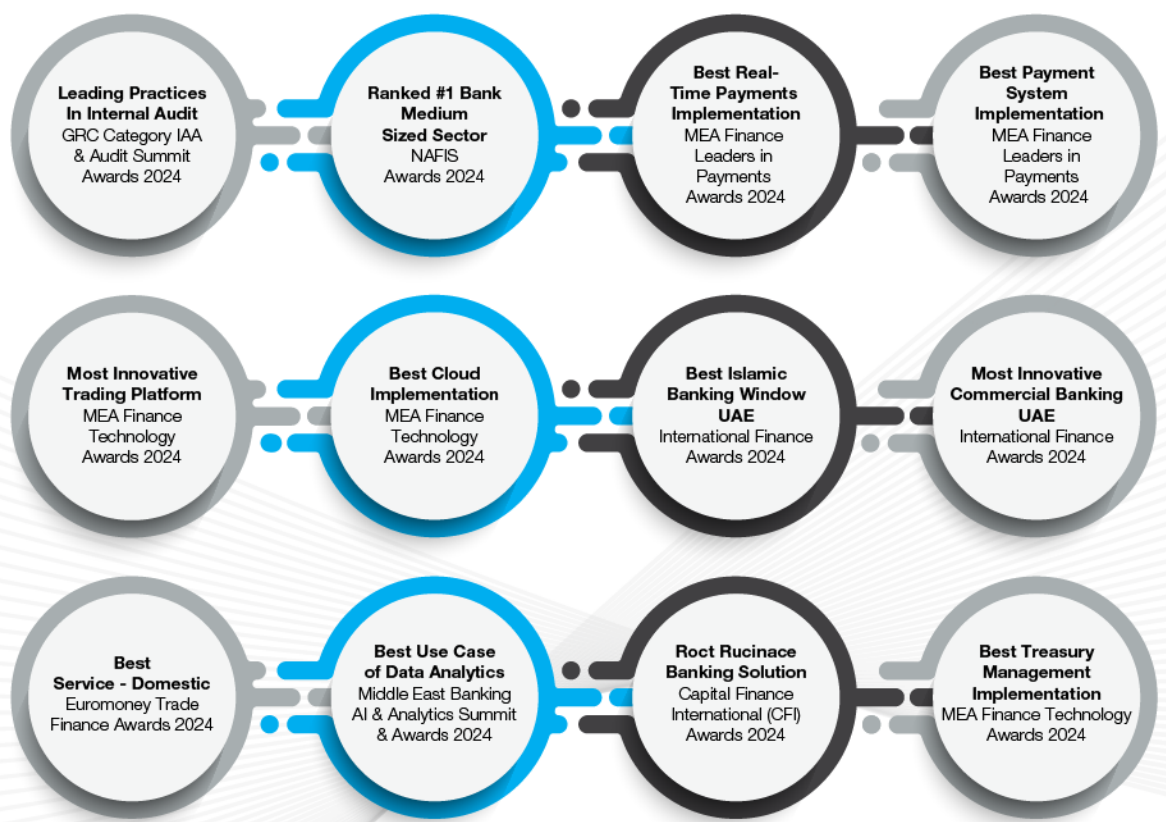 Leading Practices
In Internal Audit
GRC Category IAA
& Audit Summit
Awards 2024
Ranked #1 Bank
Medium
Sized Sector
NAFIS
Awards 2024
Best Real-
Time Payments
Implementation
MEA Finance
Leaders in
Payments
Awards 2024
Best Payment
System
Implementation
MEA Finance
Leaders in
Payments
Awards 2024
Most Innovative
Trading Platform
MEA Finance
Technology
Awards 2024
Best Cloud
Implementation
MEA Finance
Technology
Awards 2024
Best Islamic
Banking Window
UAE
International Finance
Awards 2024
Most Innovative
Commercial Banking
UAE
International Finance
Awards 2024
Best
Service - Domestic
Euromoney Trade
Finance Awards 2024
Best Use Case
of Data Analytics
Middle East Banking
AI & Analytics Summit
& Awards 2024
Roct Rucinace
Banking Solution
Capital Finance
International (CFI)
Awards 2024
Best Treasury
Management
Implementation
MEA Finance Technology
Awards 2024